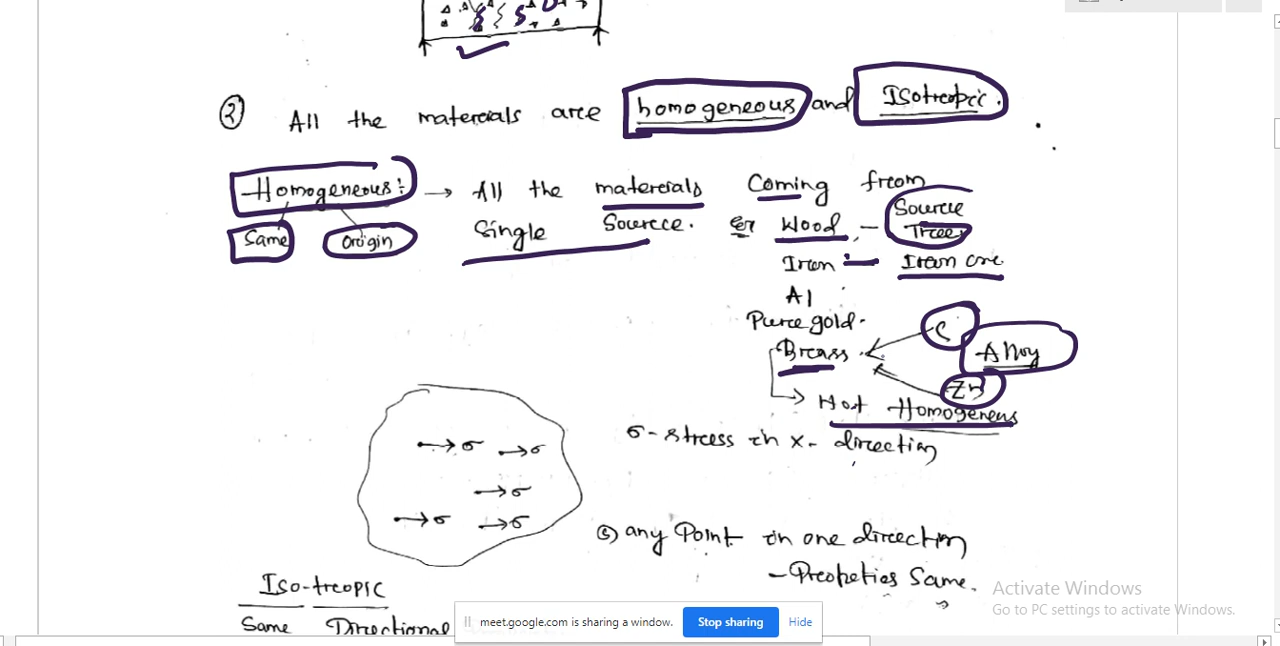 ② All the materials are homogeneous and Isotropic.
Homogeneous: → All the materials Coming from
Single Source. Wood - Source
Tree
Same Origin
Iron - Iron ore
Al
Pure gold.
Brass
Alloy
Zn
→ Not Homogeneous
σ-stress in x- direction
→σ →σ
→σ
→σ →σ
any Point in one direction
- Propeties Same.
Iso-tropic
Same Directional
Activate Windows
Go to PC settings to activate Windows.
meet.google.com is sharing a window. Stop sharing Hide